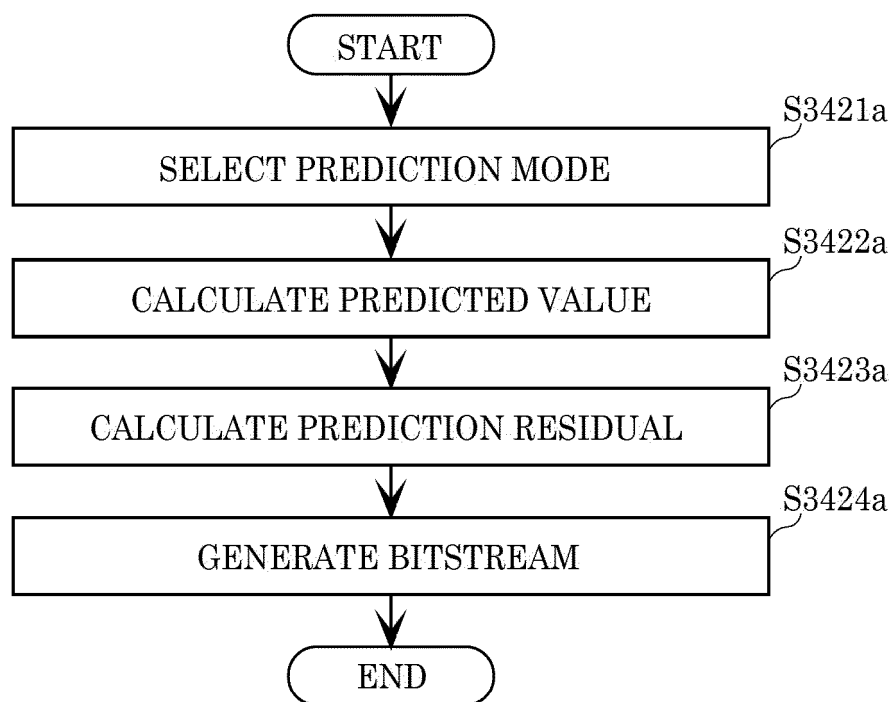 START
S3421a
SELECT PREDICTION MODE
S3422a
CALCULATE PREDICTED VALUE
S3423a
CALCULATE PREDICTION RESIDUAL
S3424a
GENERATE BITSTREAM
END